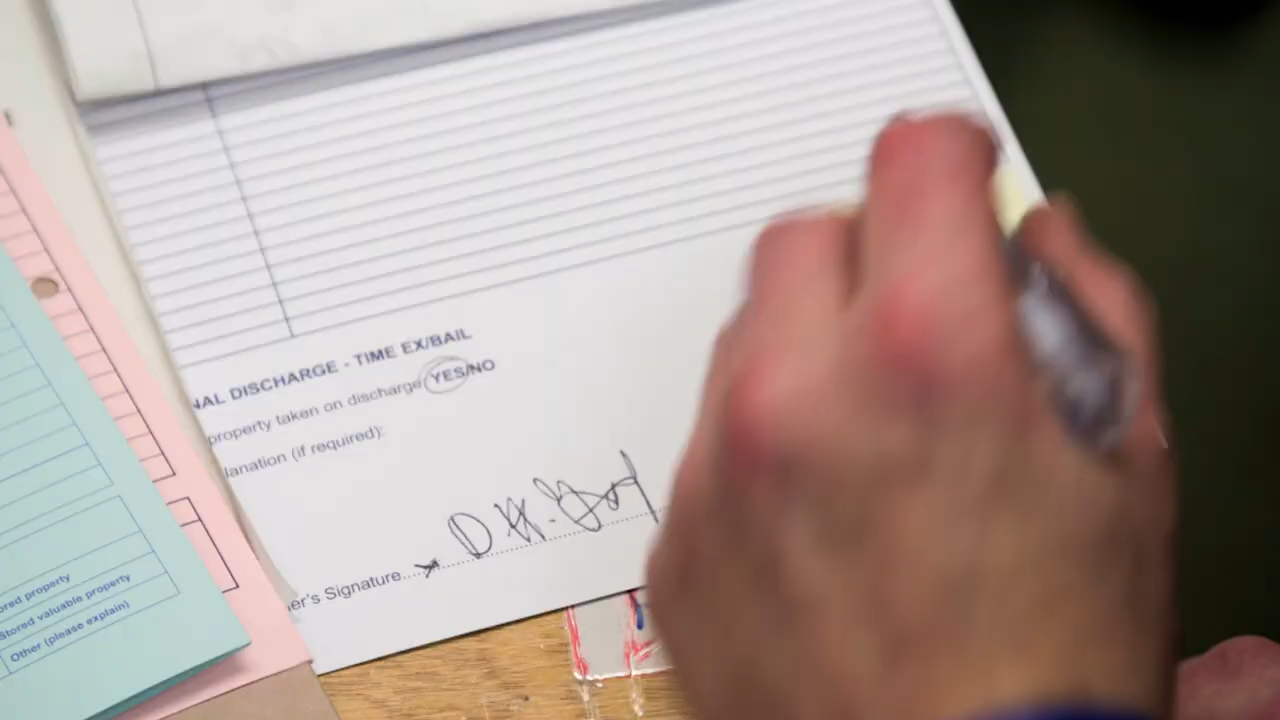 NAL DISCHARGE - TIME EX/BAIL
property taken on discharge YES/NO
lanation (if required):
er's Signature
ored property
Stored valuable property
Other (please explain)